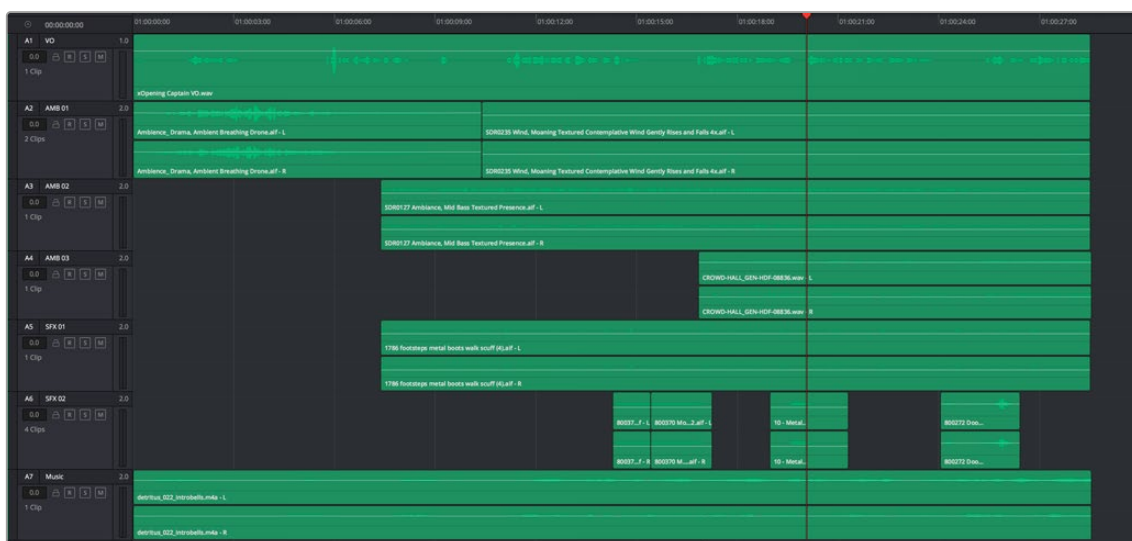 00:00:00:00
01:00:00:00 01:00:03:00 01:00:06:00 01:00:09:00 01:00:12:00 01:00:15:00 01:00:18:00 01:00:21:00 01:00:24:00 01:00:27:00
A1 VO 1.0
0.0 R S M
1 Clip
xOpening Captain VO.wav
A2 AMB 01 2.0
0.0 R S M
2 Clips
Ambience_ Drama, Ambient Breathing Drone.aif - L
SDR0235 Wind, Moaning Textured Contemplative Wind Gently Rises and Falls 4x.aif - L
Ambience_ Drama, Ambient Breathing Drone.aif - R
SDR0235 Wind, Moaning Textured Contemplative Wind Gently Rises and Falls 4x.aif - R
A3 AMB 02 2.0
0.0 R S M
1 Clip
SDR0127 Ambiance, Mid Bass Textured Presence.aif - L
SDR0127 Ambiance, Mid Bass Textured Presence.aif - R
A4 AMB 03 2.0
0.0 R S M
1 Clip
CROWD-HALL_GEN-HDF-08836.wav - L
CROWD-HALL_GEN-HDF-08836.wav - R
A5 SFX 01 2.0
0.0 R S M
1 Clip
1786 footsteps metal boots walk scuff (4).aif - L
1786 footsteps metal boots walk scuff (4).aif - R
A6 SFX 02 2.0
0.0 R S M
4 Clips
80037...f - L 800370 Mo...2.aif - L 10 - Metal... 800272 Doo...
80037...f - R 800370 M....aif - R 10 - Metal... 800272 Doo...
A7 Music 2.0
0.0 R S M
1 Clip
detritus_022_introbells.m4a - L
detritus_022_introbells.m4a - R